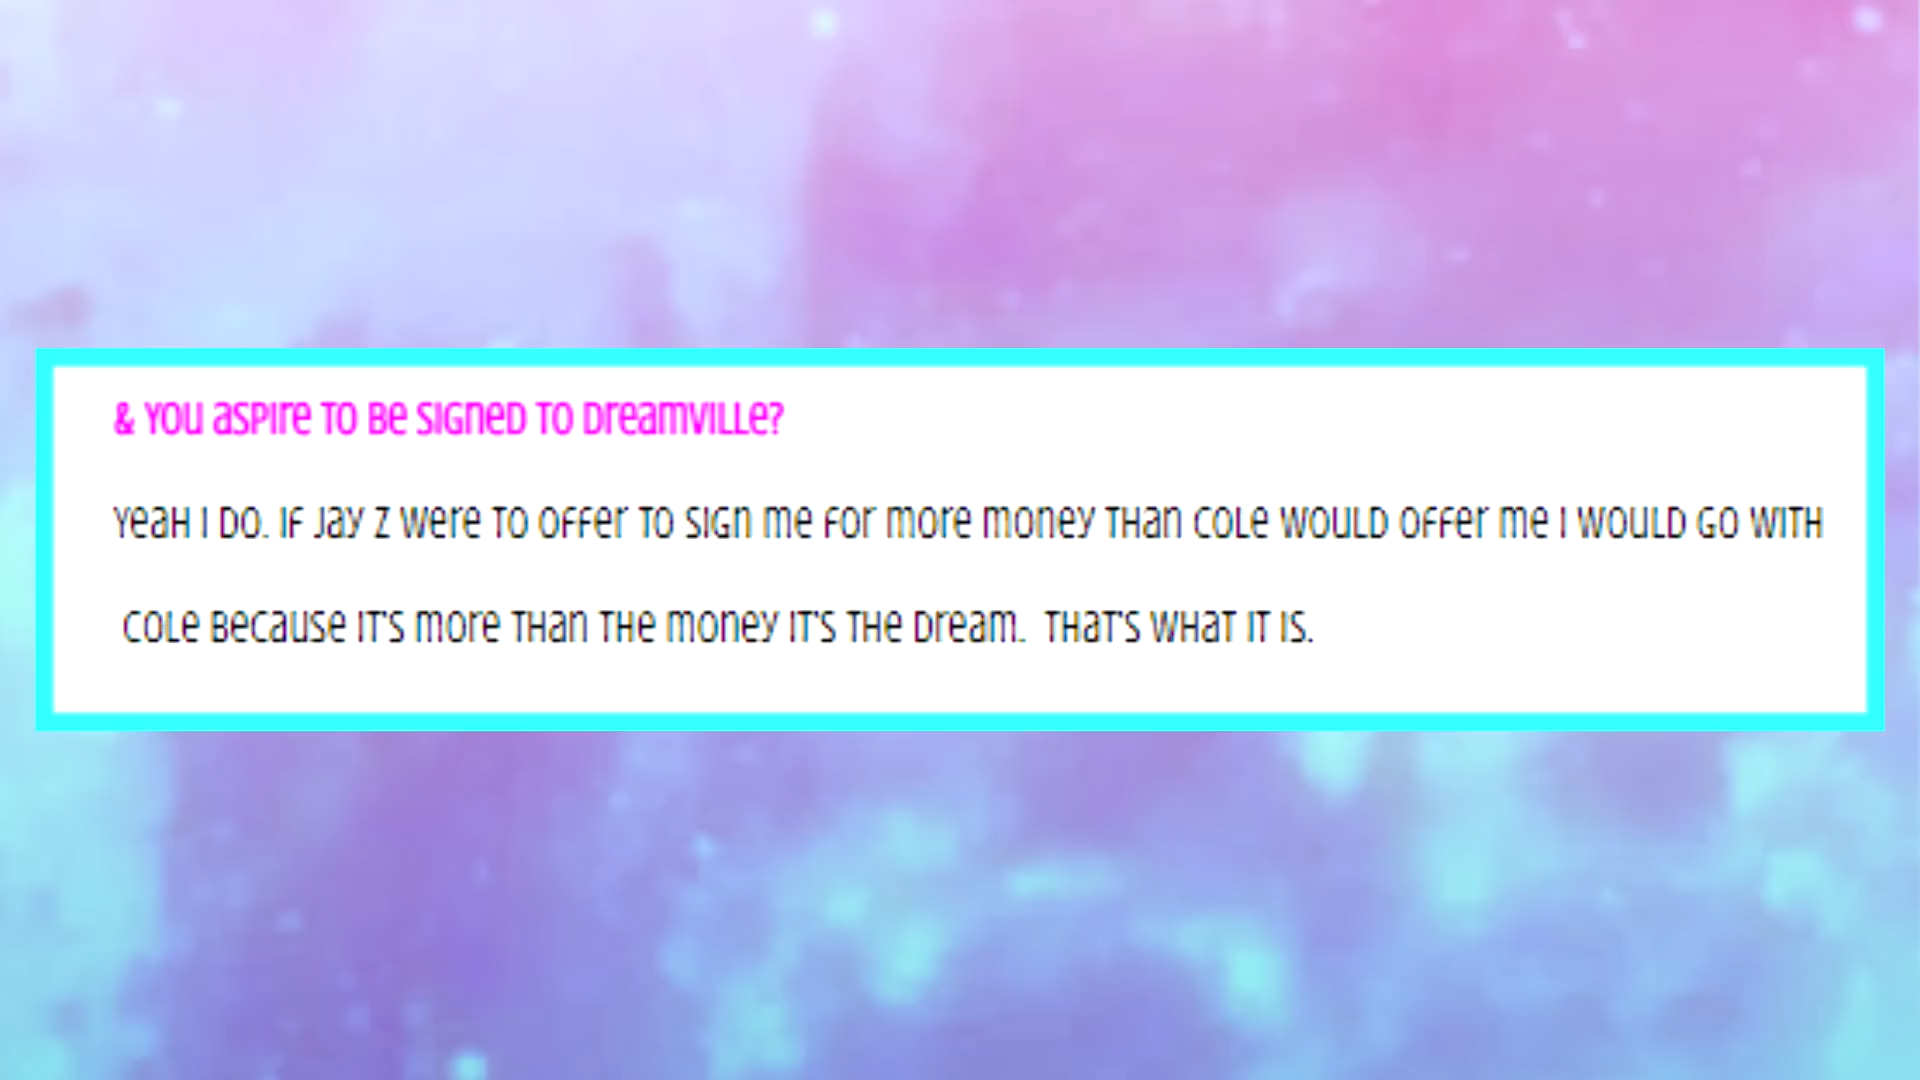 & You aspire to be signed to Dreamville?
Yeah I do. If Jay Z were to offer to sign me for more money than Cole would offer me I would go with
Cole because it's more than the money it's the dream. That's what it is.